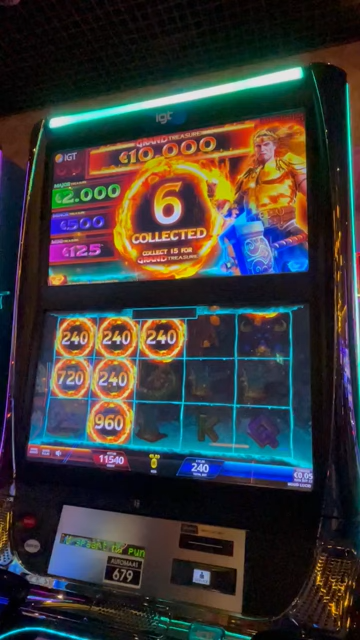 IGT
GRAND TREASURE
IGT
€10,000
MAJOR
€2,000
€500
€125
6
COLLECTED
COLLECT 15 FOR
GRAND TREASURE
240
240
240
720
240
960
K
11540
240
€0.05
AUTOMAAT
679